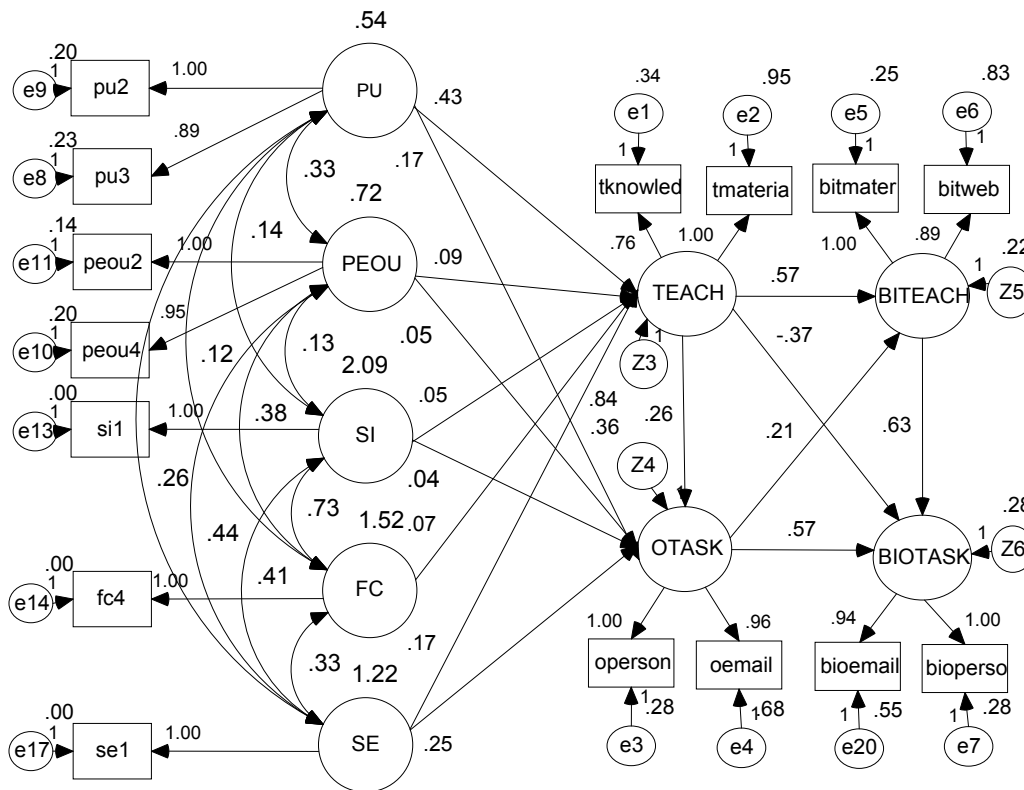 .54
.20
1
e9
pu2
1.00
PU
.43
.34
.95
.25
.83
e1
e2
e5
e6
1
1
1
1
.23
1
e8
pu3
.89
.33
.17
tknowled
tmateria
bitmater
bitweb
.72
.14
1
e11
peou2
1.00
.14
PEOU
.09
.76
1.00
1.00
.89
.22
TEACH
.57
BITEACH
1
Z5
.20
1
e10
peou4
.95
.12
.13
.05
1
Z3
-.37
2.09
.00
1
e13
si1
1.00
.38
SI
.05
.84
.36
.26
.21
.63
.26
.44
.73
.04
Z4
1
1.52
.07
.28
OTASK
.57
BIOTASK
1
Z6
.00
1
e14
fc4
1.00
.41
FC
.33
.17
1.00
.96
.94
1.00
1.22
operson
oemail
bioemail
bioperso
.00
1
e17
se1
1.00
SE
.25
1
.28
1
.68
1
.55
1
.28
e3
e4
e20
e7